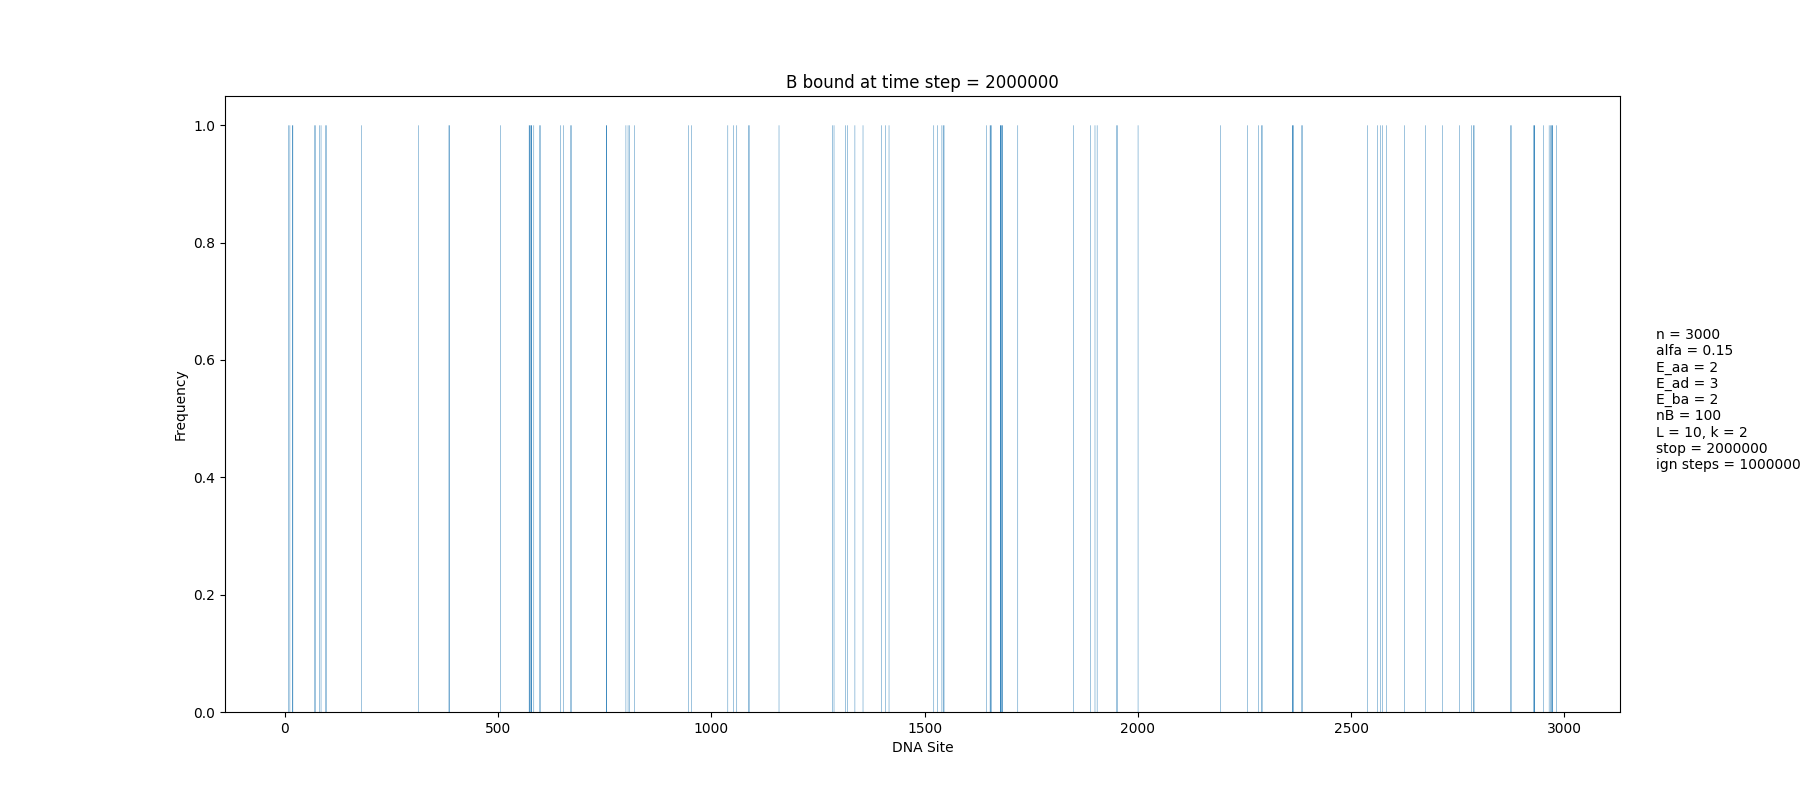 B bound at time step = 2000000
1.0
0.8
0.6
0.4
0.2
0.0
Frequency
0 500 1000 1500 2000 2500 3000
DNA Site
n = 3000
alfa = 0.15
E_aa = 2
E_ad = 3
E_ba = 2
nB = 100
L = 10, k = 2
stop = 2000000
ign steps = 1000000